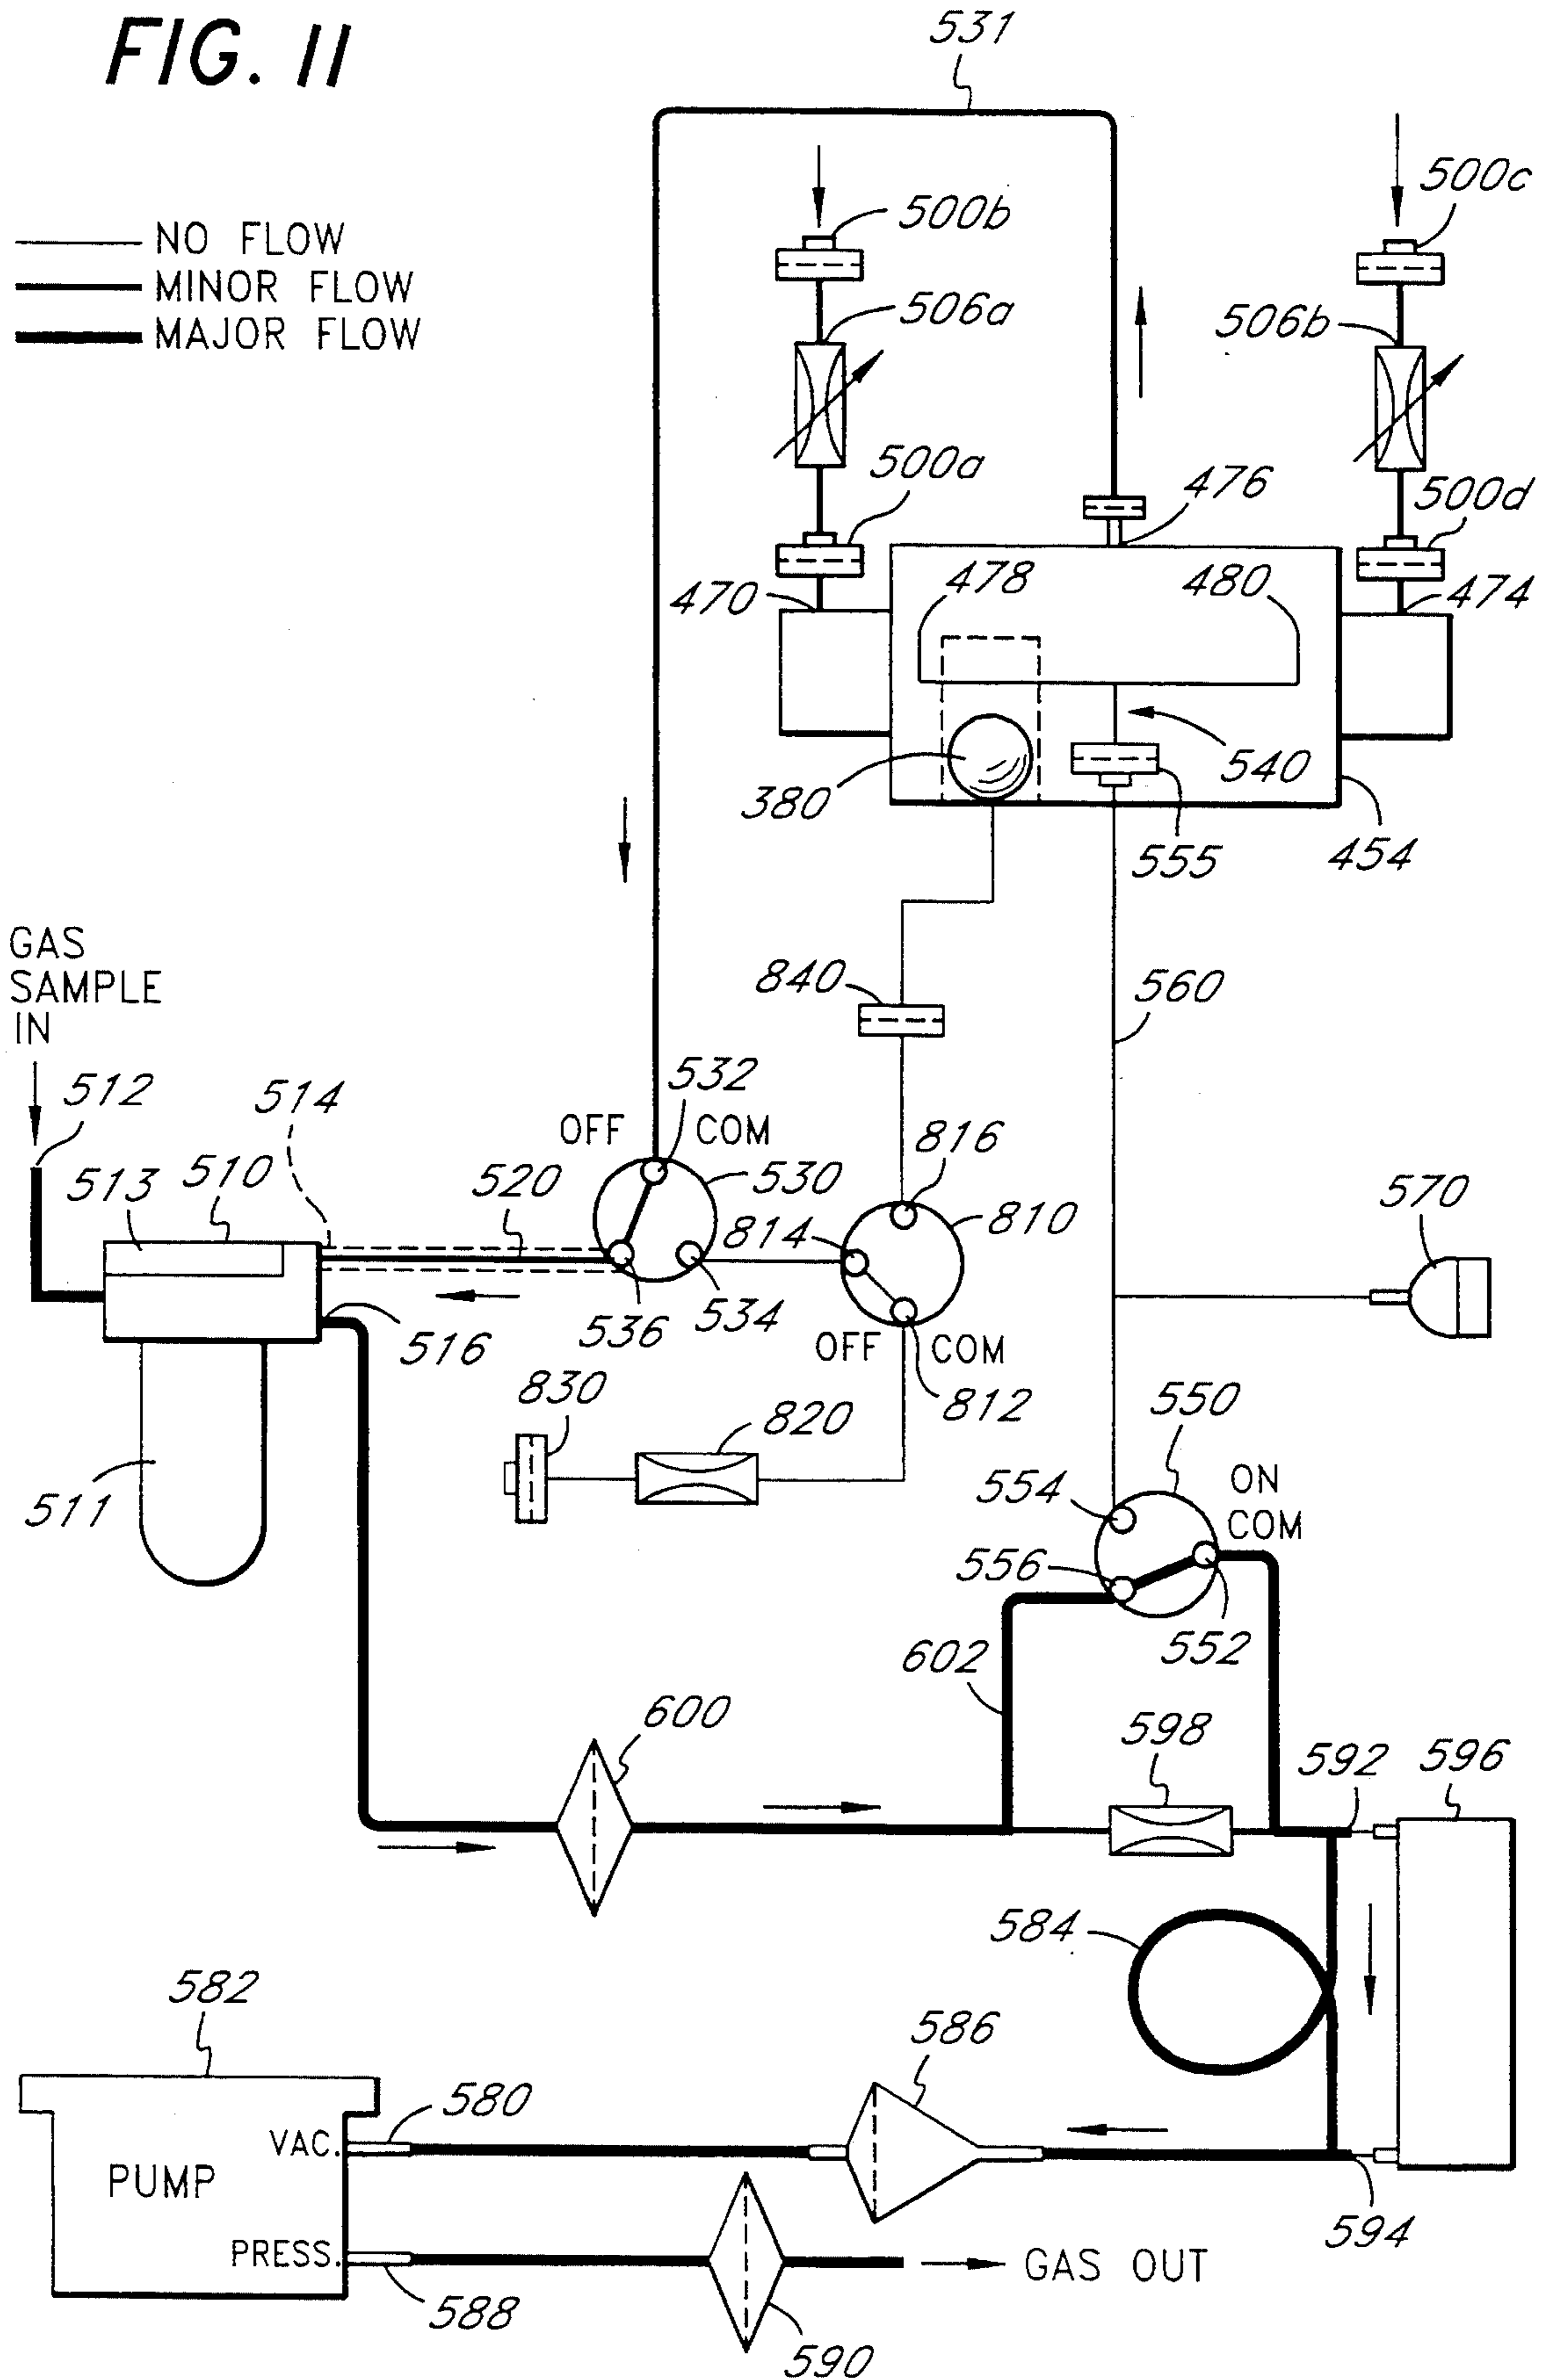 FIG. 11
531
NO FLOW
MINOR FLOW
MAJOR FLOW
500b
500c
506a
506b
500a
476
500d
470
478
480
474
380
540
555
454
GAS
SAMPLE
IN
840
560
512
514
532
OFF COM
816
513
510
520
530
810
570
814
536
534
516
OFF COM
812
830
820
550
511
554
ON
COM
556
552
602
600
598
592
596
584
582
586
580
VAC.
PUMP
594
PRESS.
GAS OUT
588
590